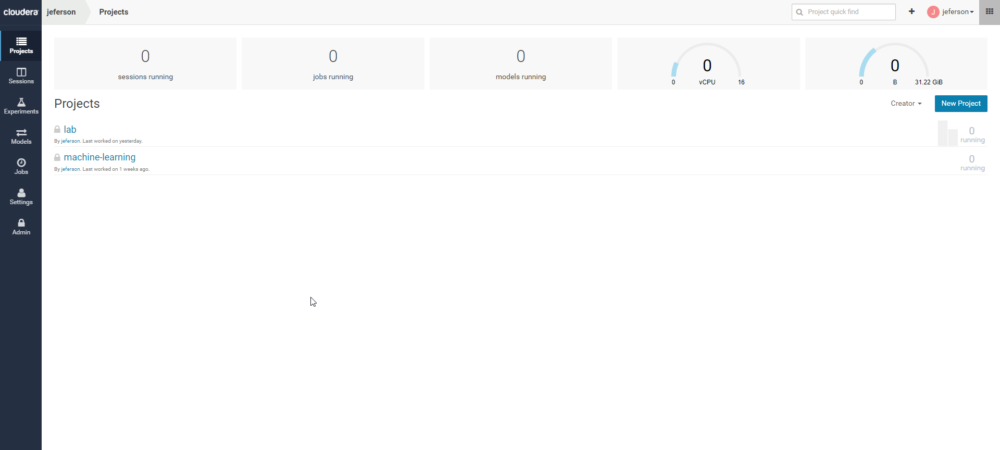 cloudera
jeferson Projects
Project quick find
+ J jeferson
Projects
Sessions
Experiments
Models
Jobs
Settings
Admin
0
sessions running
0
jobs running
0
models running
0
0 vCPU 16
0
0 B 31.22 GiB
Projects
Creator
New Project
lab
By jeferson. Last worked on yesterday.
0
running
machine-learning
By jeferson. Last worked on 1 weeks ago.
0
running